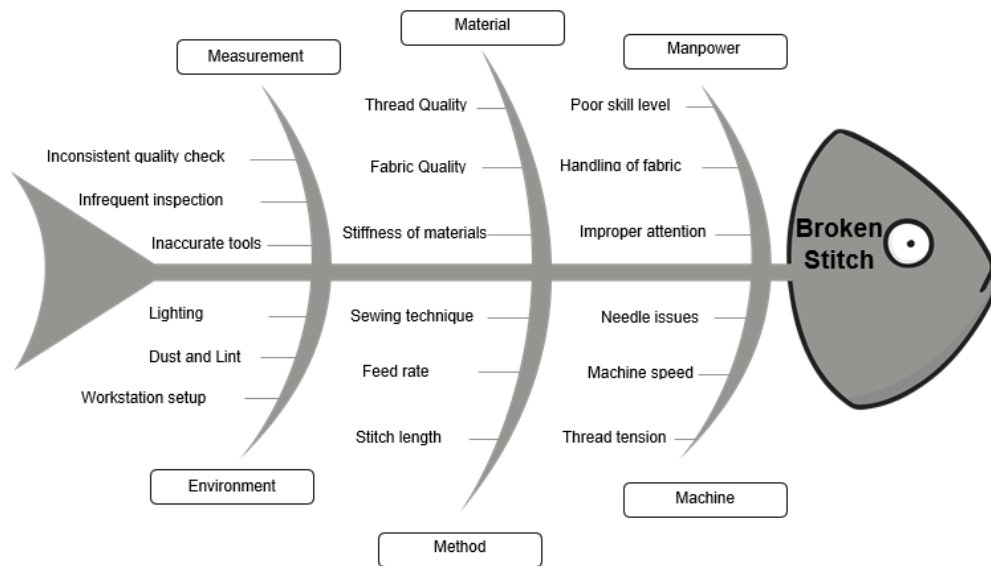 Measurement
Inconsistent quality check
Infrequent inspection
Inaccurate tools
Material
Thread Quality
Fabric Quality
Stiffness of materials
Manpower
Poor skill level
Handling of fabric
Improper attention
Broken
Stitch
Lighting
Dust and Lint
Workstation setup
Environment
Sewing technique
Feed rate
Stitch length
Method
Needle issues
Machine speed
Thread tension
Machine